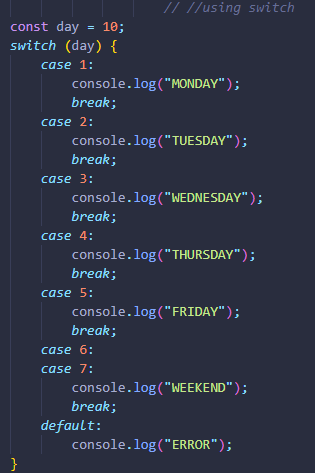 // //using switch
const day = 10;
switch (day) {
    case 1:
        console.log("MONDAY");
        break;
    case 2:
        console.log("TUESDAY");
        break;
    case 3:
        console.log("WEDNESDAY");
        break;
    case 4:
        console.log("THURSDAY");
        break;
    case 5:
        console.log("FRIDAY");
        break;
    case 6:
    case 7:
        console.log("WEEKEND");
        break;
    default:
        console.log("ERROR");
}